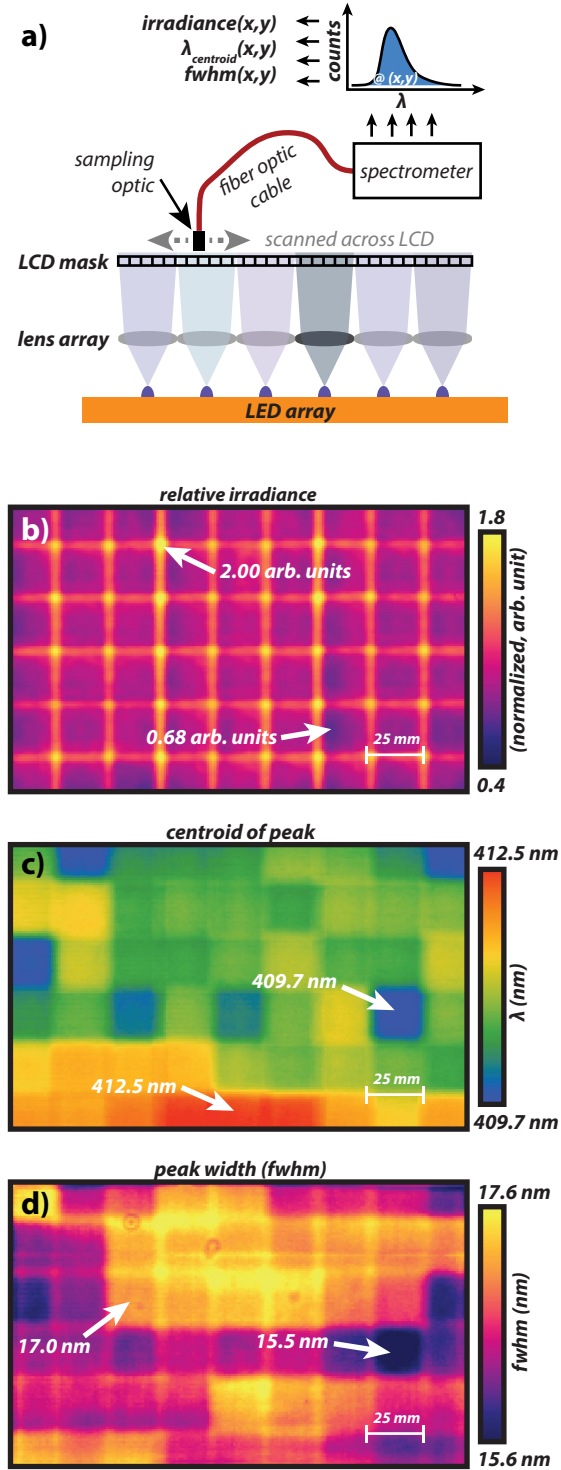 a)
irradiance(x,y)
λcentroid(x,y)
fwhm(x,y)
counts
@ (x,y)
λ
sampling
optic
fiber optic
cable
spectrometer
scanned across LCD
LCD mask
lens array
LED array
relative irradiance
b)
2.00 arb. units
0.68 arb. units
25 mm
1.8
(normalized, arb. unit)
0.4
centroid of peak
c)
409.7 nm
412.5 nm
25 mm
412.5 nm
λ (nm)
409.7 nm
peak width (fwhm)
d)
17.0 nm
15.5 nm
25 mm
17.6 nm
fwhm (nm)
15.6 nm